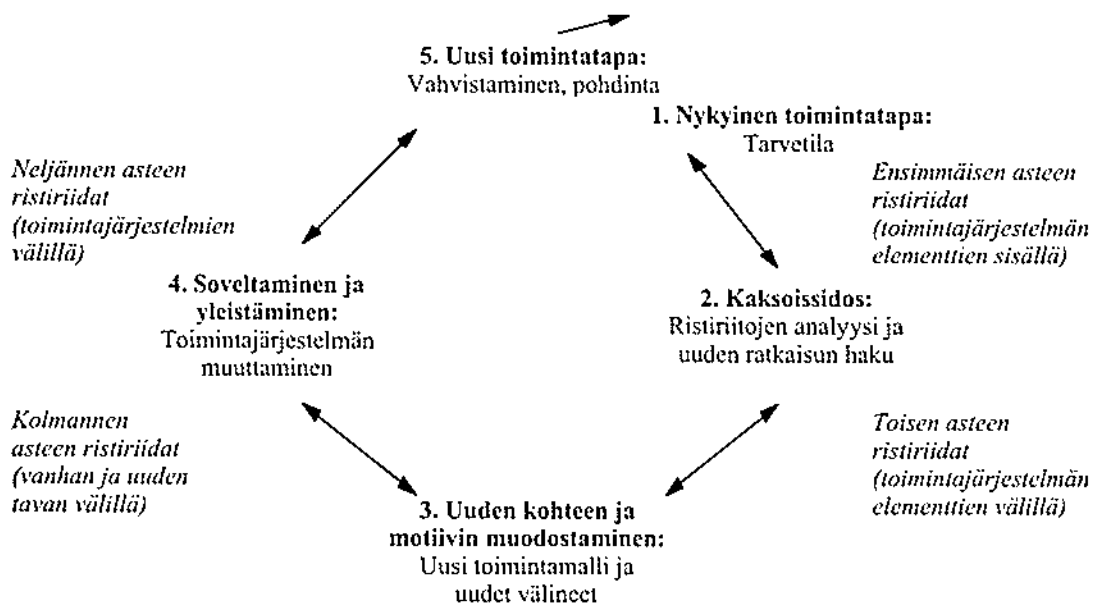 5. Uusi toimintatapa:
Vahvistaminen, pohdinta
1. Nykyinen toimintatapa:
Tarvetila
Neljännen asteen
ristiriidat
(toimintajärjestelmien
välillä)
Ensimmäisen asteen
ristiriidat
(toimintajärjestelmän
elementtien sisällä)
4. Soveltaminen ja
yleistäminen:
Toimintajärjestelmän
muuttaminen
2. Kaksoissidos:
Ristiriitojen analyysi ja
uuden ratkaisun haku
Kolmannen
asteen ristiriidat
(vanhan ja uuden
tavan välillä)
Toisen asteen
ristiriidat
(toimintajärjestelmän
elementtien välillä)
3. Uuden kohteen ja
motiivin muodostaminen:
Uusi toimintamalli ja
uudet välineet